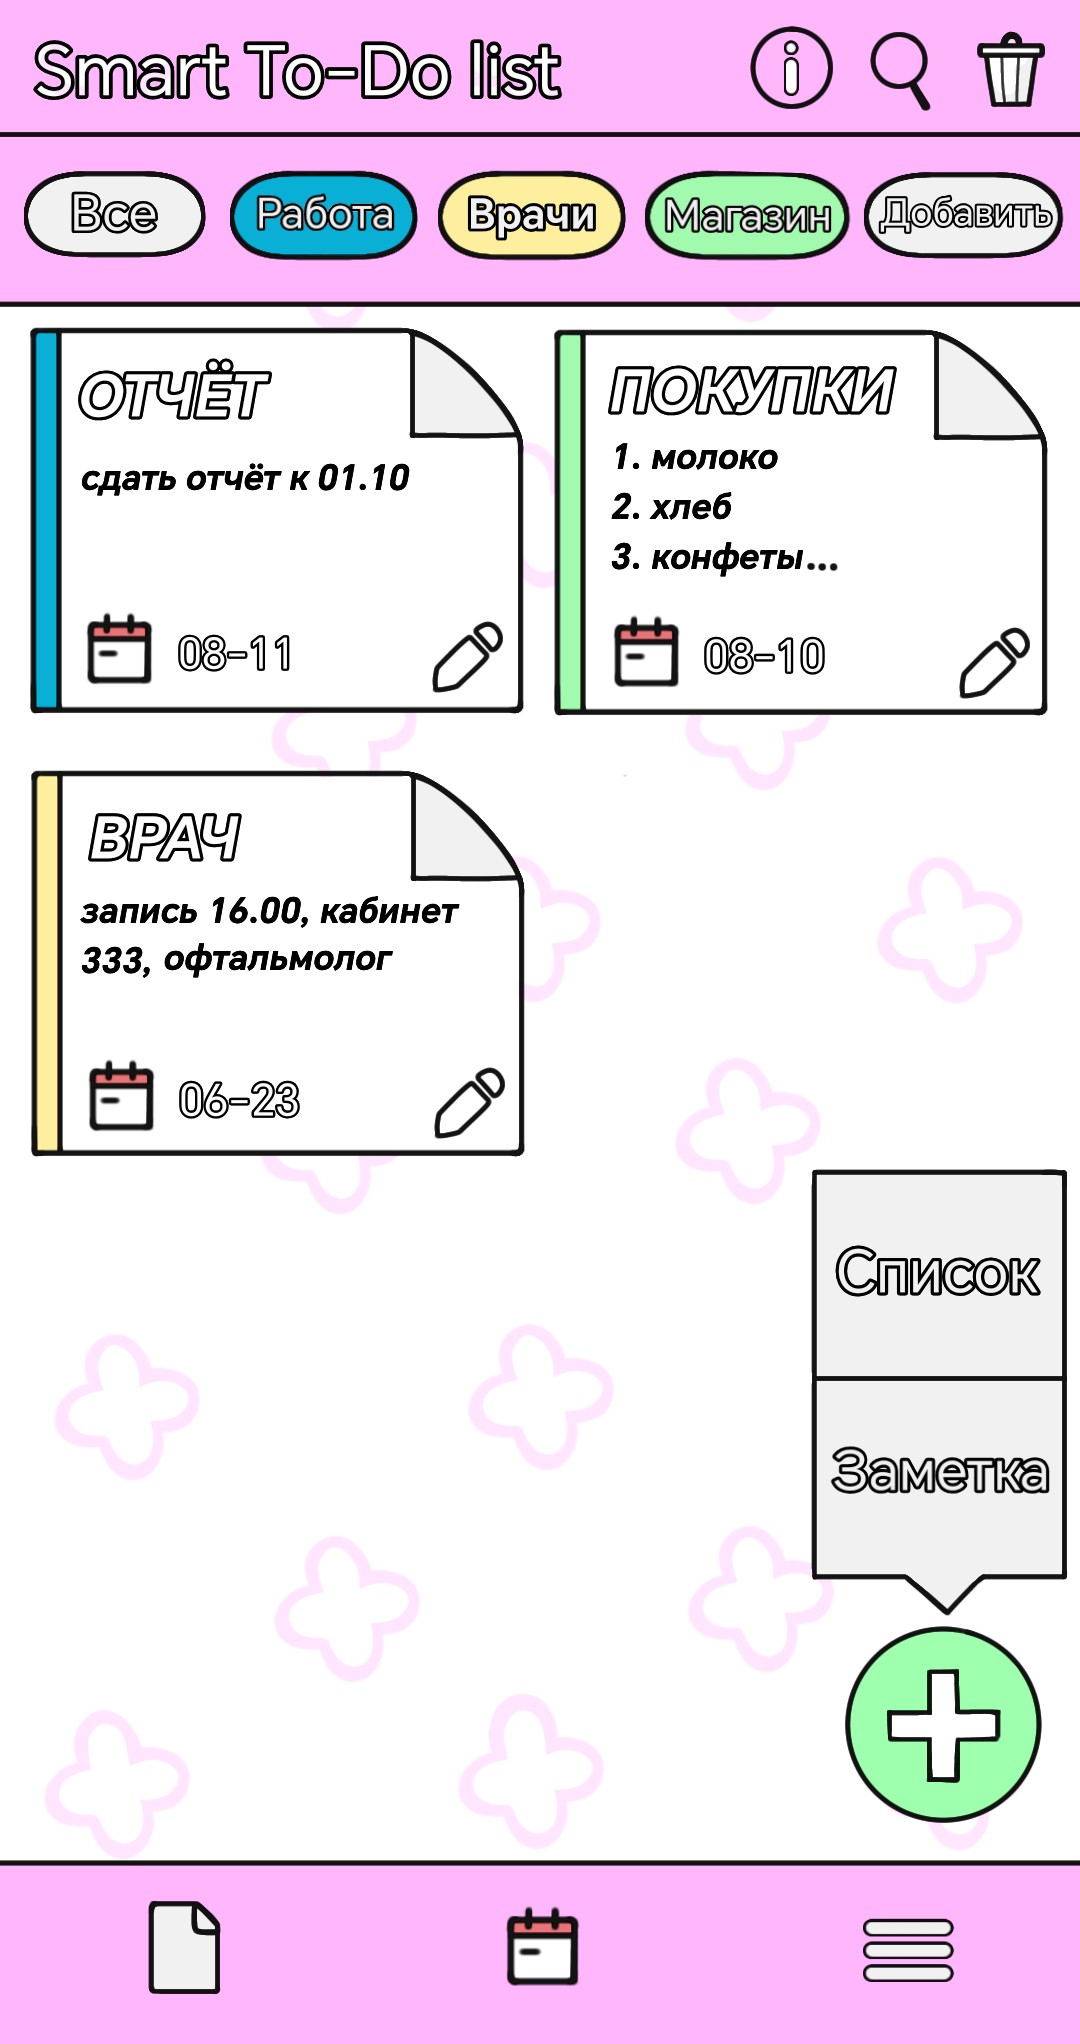 Smart To-Do list
Все
Работа
Врачи
Магазин
Добавить
ОТЧЁТ
сдать отчёт к 01.10
08-11
ПОКУПКИ
1. молоко
2. хлеб
3. конфеты...
08-10
ВРАЧ
запись 16.00, кабинет
333, офтальмолог
06-23
Список
Заметка